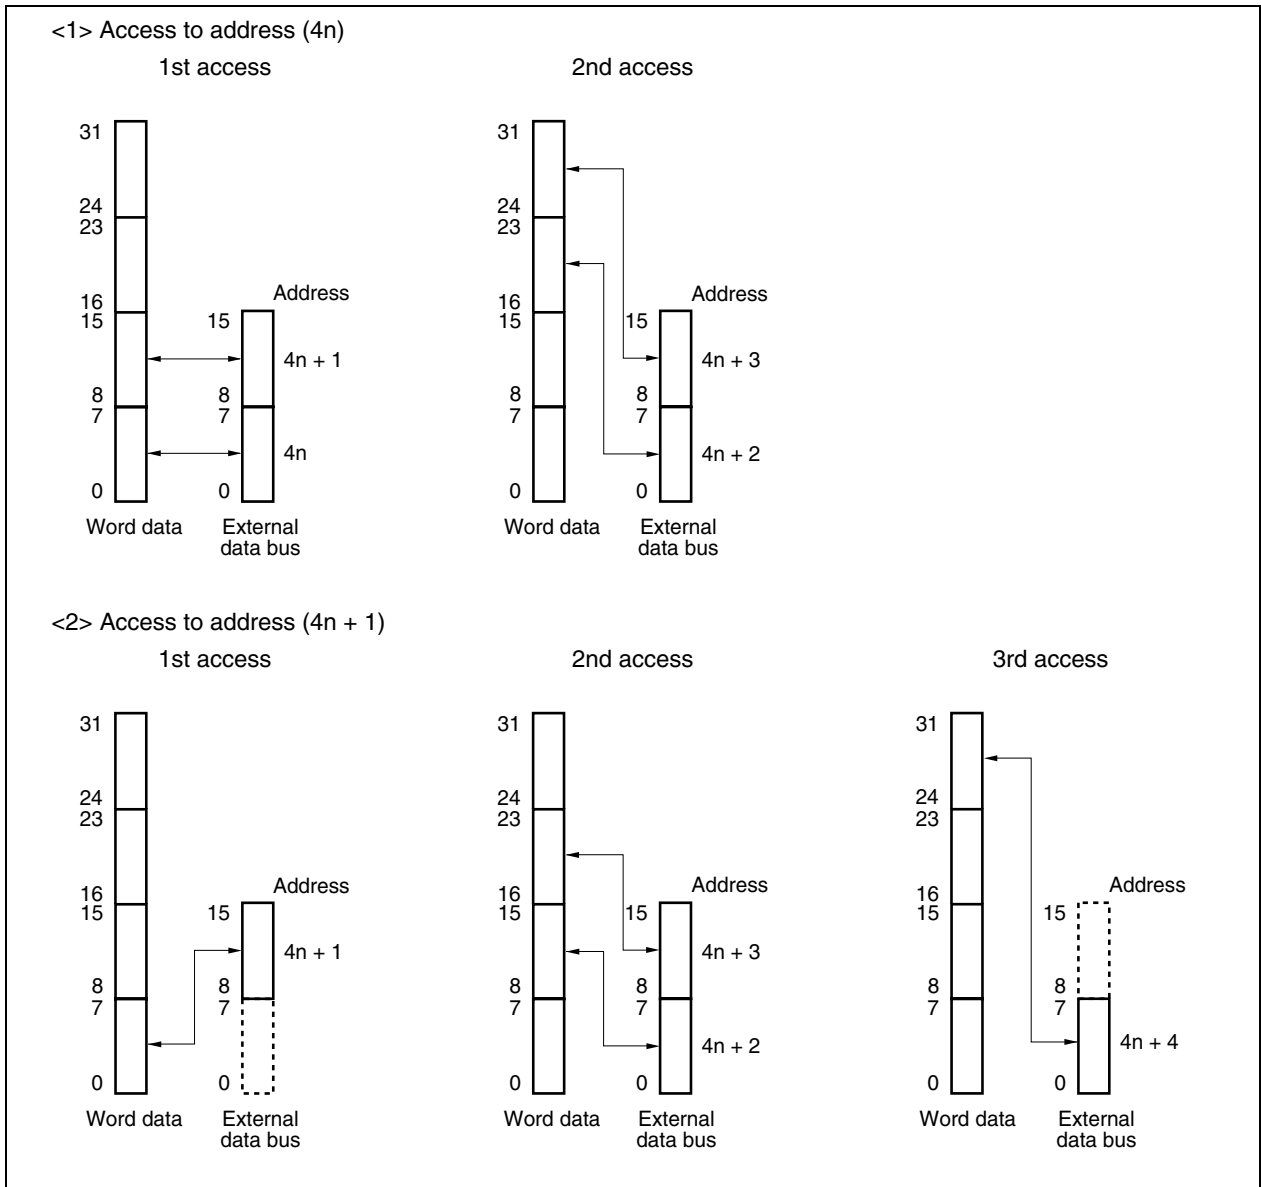 <1> Access to address (4n)
1st access
2nd access
31
24
23
16
15
8
7
0
Word data
Address
15
4n + 1
8
7
4n
0
External
data bus
31
24
23
16
15
8
7
0
Word data
Address
15
4n + 3
8
7
4n + 2
0
External
data bus
<2> Access to address (4n + 1)
1st access
2nd access
3rd access
31
24
23
16
15
8
7
0
Word data
Address
15
4n + 1
8
7
0
External
data bus
31
24
23
16
15
8
7
0
Word data
Address
15
4n + 3
8
7
4n + 2
0
External
data bus
31
24
23
16
15
8
7
0
Word data
Address
15
8
7
4n + 4
0
External
data bus